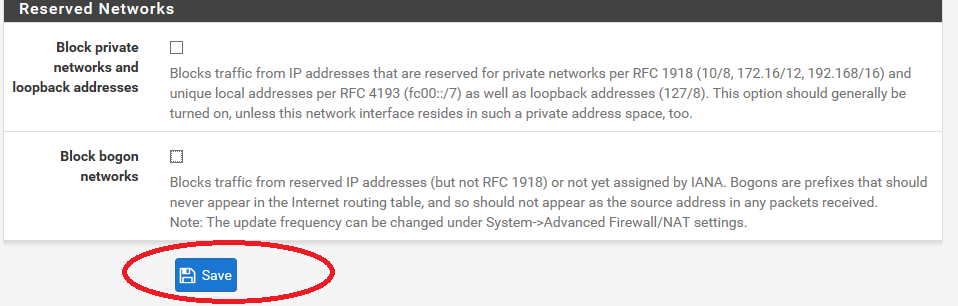 Reserved Networks
Block private
networks and
loopback addresses
Blocks traffic from IP addresses that are reserved for private networks per RFC 1918 (10/8, 172.16/12, 192.168/16) and
unique local addresses per RFC 4193 (fc00::/7) as well as loopback addresses (127/8). This option should generally be
turned on, unless this network interface resides in such a private address space, too.
Block bogon
networks
Blocks traffic from reserved IP addresses (but not RFC 1918) or not yet assigned by IANA. Bogons are prefixes that should
never appear in the Internet routing table, and so should not appear as the source address in any packets received.
Note: The update frequency can be changed under System->Advanced Firewall/NAT settings.
Save